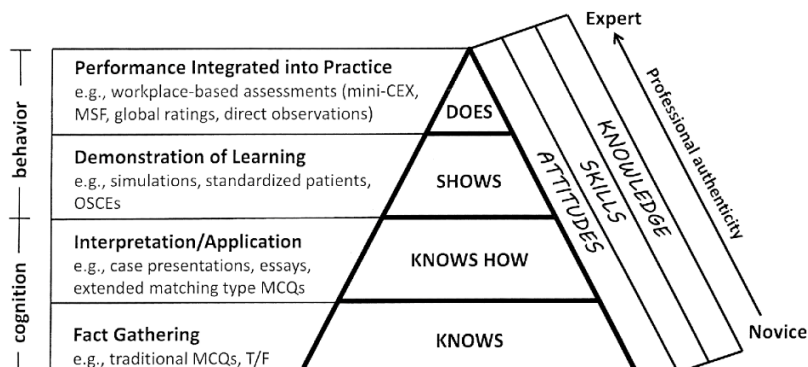 Expert
Professional authenticity
Novice
behavior
cognition
Performance Integrated into Practice
e.g., workplace-based assessments (mini-CEX,
MSF, global ratings, direct observations)
DOES
Demonstration of Learning
e.g., simulations, standardized patients,
OSCEs
SHOWS
Interpretation/Application
e.g., case presentations, essays,
extended matching type MCQs
KNOWS HOW
Fact Gathering
e.g., traditional MCQs, T/F
KNOWS
ATTITUDES
SKILLS
KNOWLEDGE